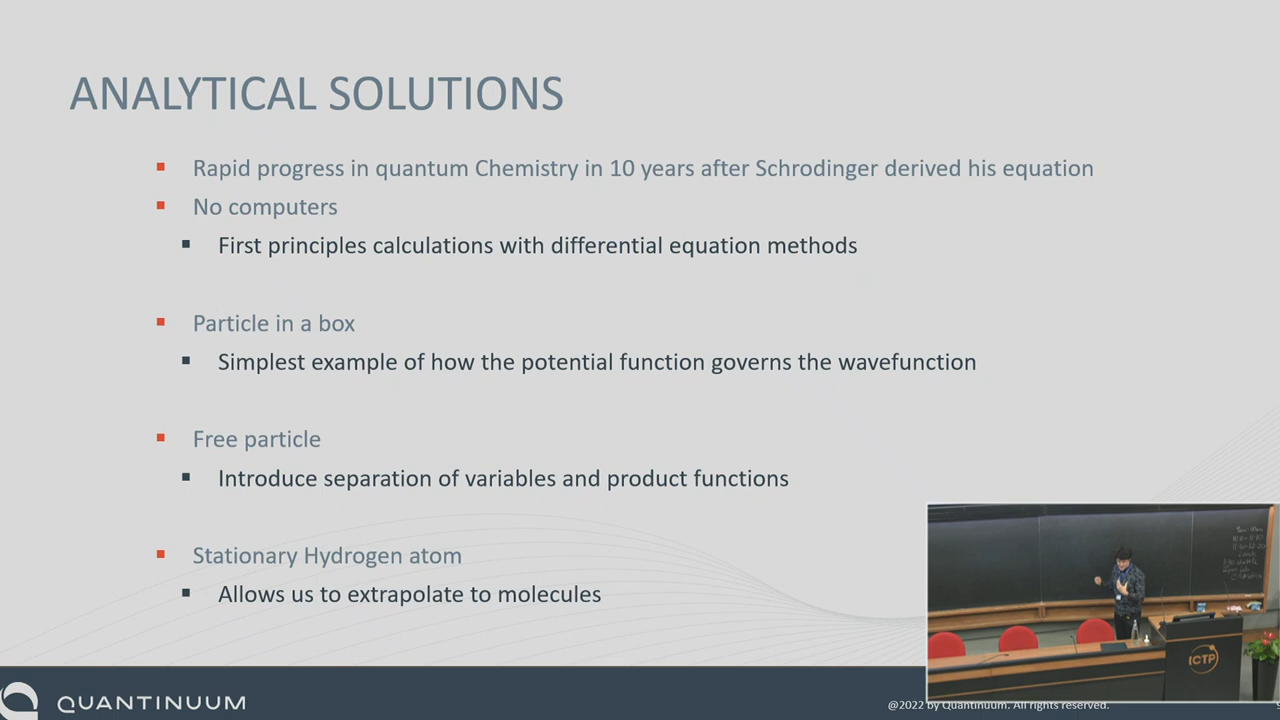 ANALYTICAL SOLUTIONS
Rapid progress in quantum Chemistry in 10 years after Schrodinger derived his equation
No computers
First principles calculations with differential equation methods
Particle in a box
Simplest example of how the potential function governs the wavefunction
Free particle
Introduce separation of variables and product functions
Stationary Hydrogen atom
Allows us to extrapolate to molecules
ICTP
QUANTINUUM
@2022 by Quantinuum. All rights reserved.